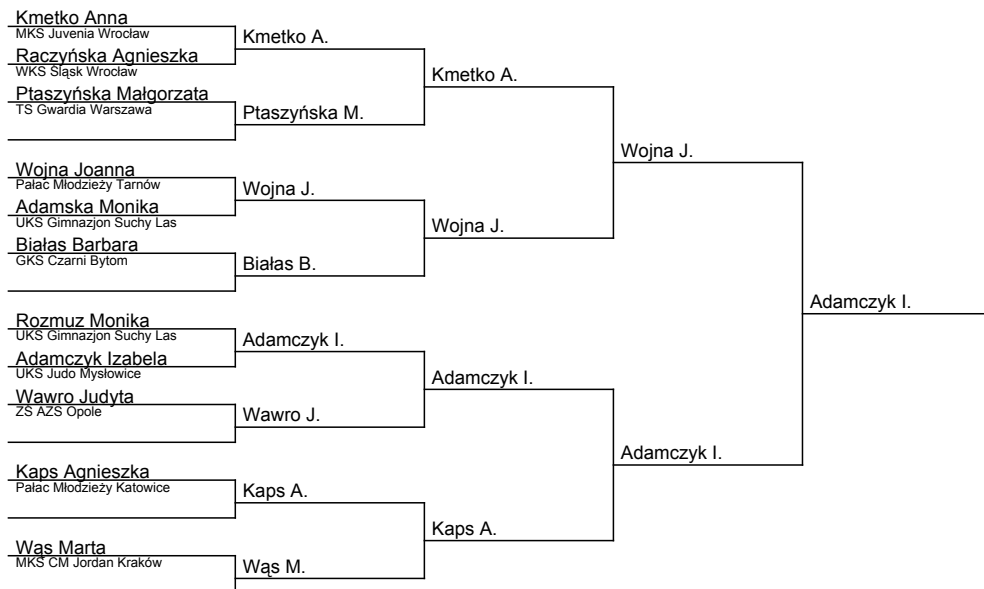 Kmetko Anna
MKS Juvenia Wrocław
Raczyńska Agnieszka
WKS Śląsk Wrocław
Ptaszyńska Małgorzata
TS Gwardia Warszawa
Wojna Joanna
Pałac Młodzieży Tarnów
Adamska Monika
UKS Gimnazjon Suchy Las
Białas Barbara
GKS Czarni Bytom
Rozmuz Monika
UKS Gimnazjon Suchy Las
Adamczyk Izabela
UKS Judo Mysłowice
Wawro Judyta
ZS AZS Opole
Kaps Agnieszka
Pałac Młodzieży Katowice
Wąs Marta
MKS CM Jordan Kraków
Kmetko A.
Ptaszyńska M.
Wojna J.
Białas B.
Adamczyk I.
Wawro J.
Kaps A.
Wąs M.
Kmetko A.
Wojna J.
Adamczyk I.
Kaps A.
Wojna J.
Adamczyk I.
Adamczyk I.